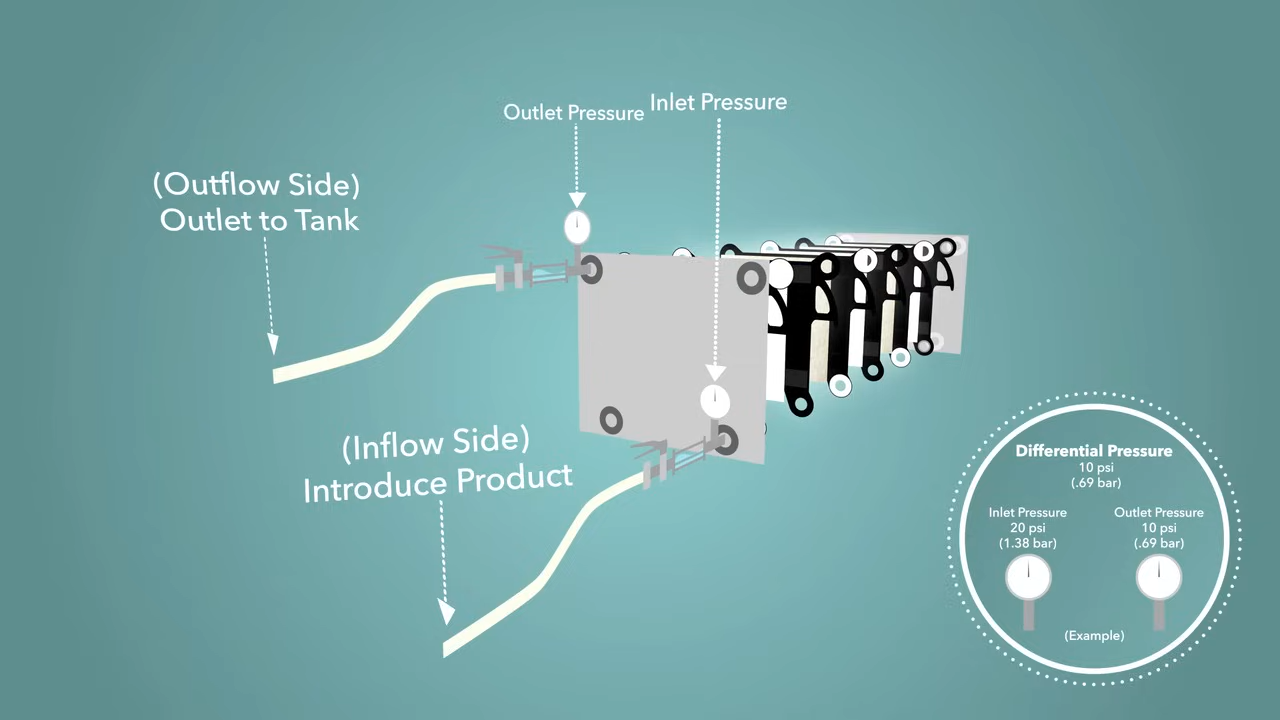 Outlet Pressure
Inlet Pressure
(Outflow Side)
Outlet to Tank
(Inflow Side)
Introduce Product
Differential Pressure
10 psi
(.69 bar)
Inlet Pressure
20 psi
(1.38 bar)
Outlet Pressure
10 psi
(.69 bar)
(Example)